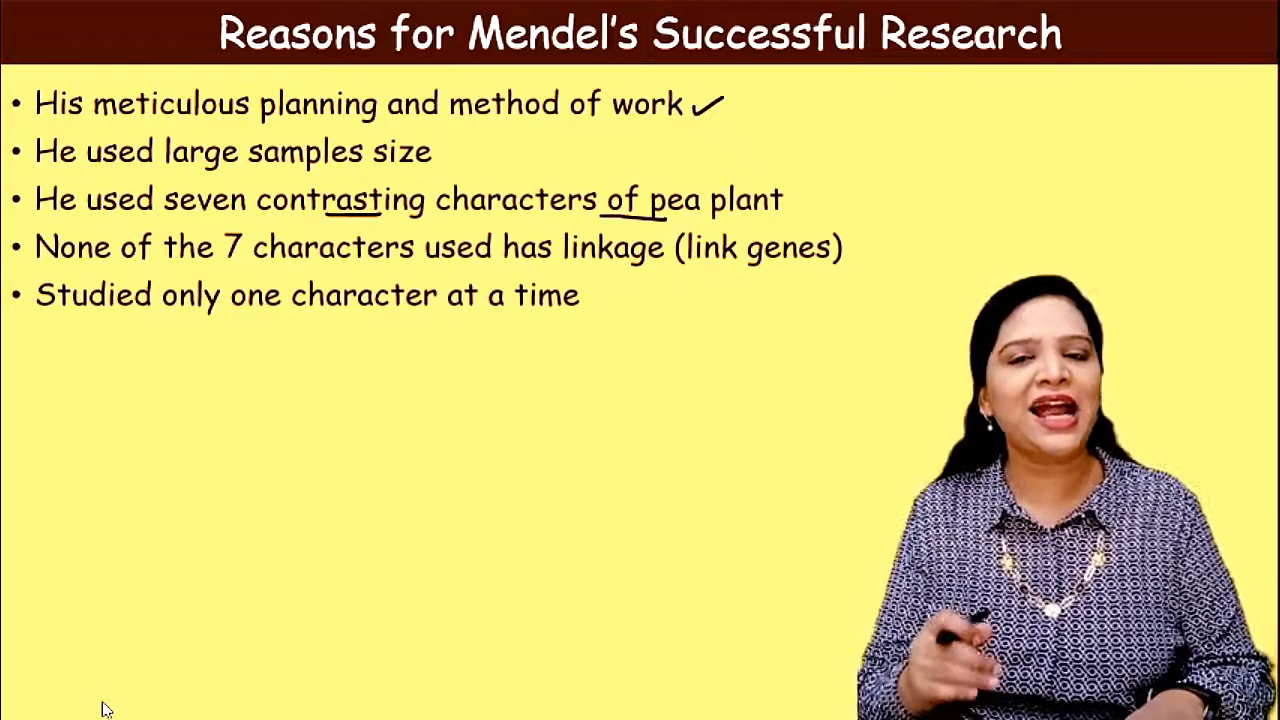 Reasons for Mendel's Successful Research
• His meticulous planning and method of work
• He used large samples size
• He used seven contrasting characters of pea plant
• None of the 7 characters used has linkage (link genes)
• Studied only one character at a time